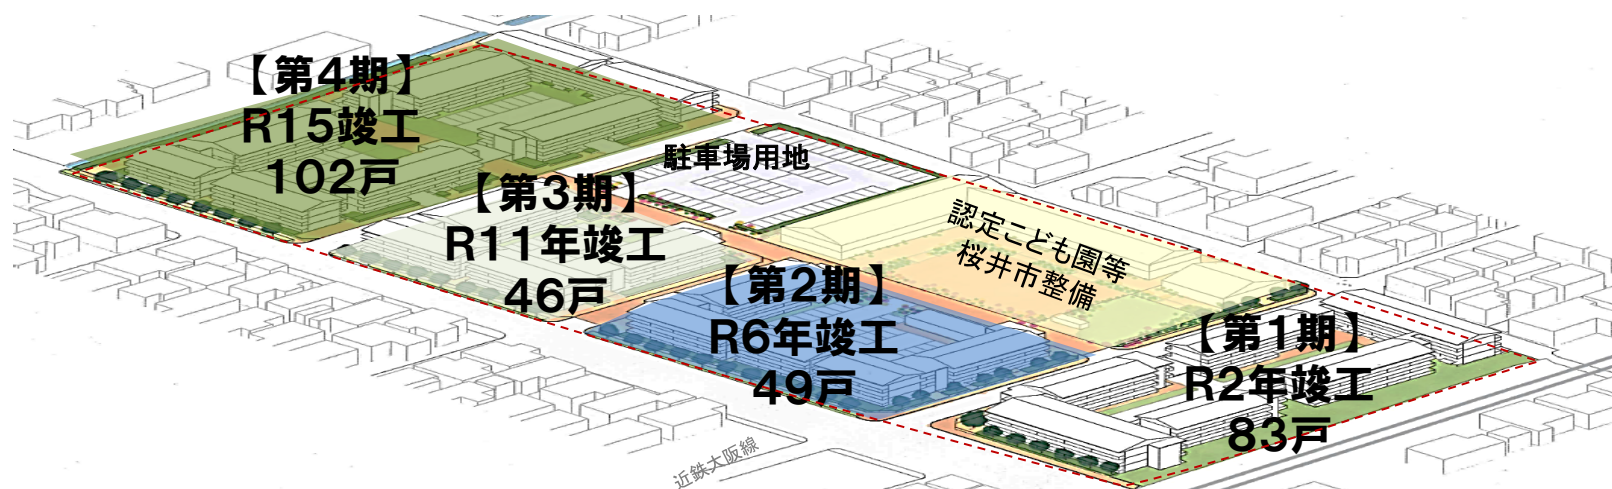 【第4期】
R15竣工
102戸
駐車場用地
【第3期】
R11年竣工
46戸
認定こども園等
桜井市整備
【第2期】
R6年竣工
49戸
【第1期】
R2年竣工
83戸
近鉄大阪線